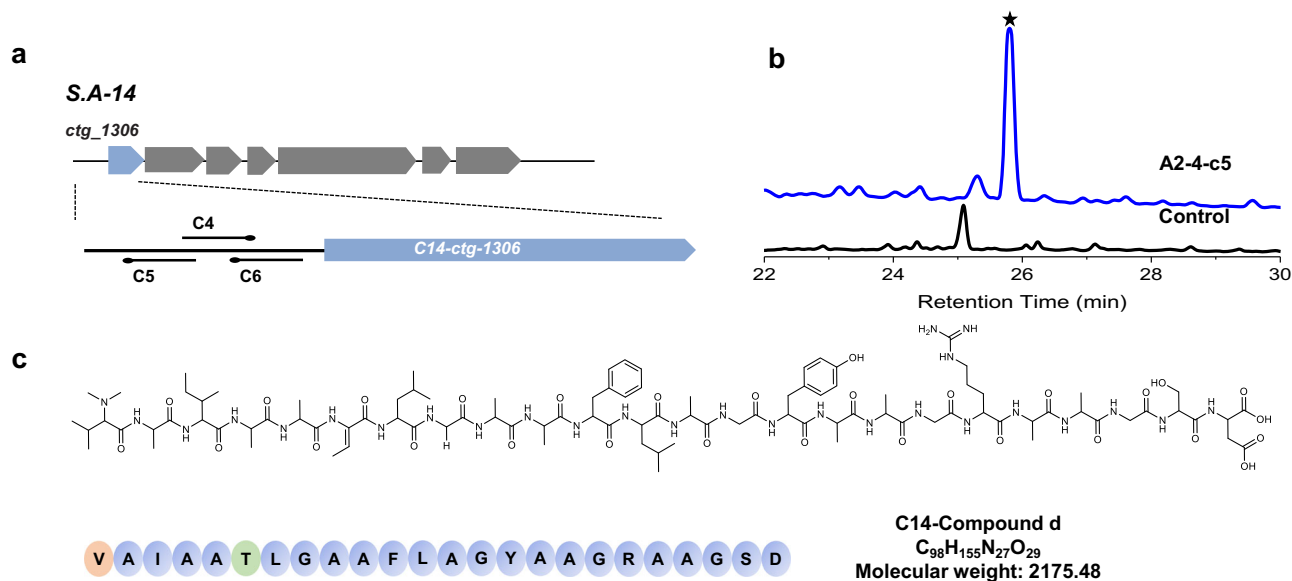 a
S.A-14
ctg_1306
C4
C5
C6
C14-ctg-1306
b
★
A2-4-c5
Control
22 24 26 28 30
Retention Time (min)
c
H₂N NH
HN
OH
HO
OH
O
OH
V A I A A T L G A A F L A G Y A A G R A A G S D
C14-Compound d
C₉₈H₁₅₅N₂₇O₂₉
Molecular weight: 2175.48